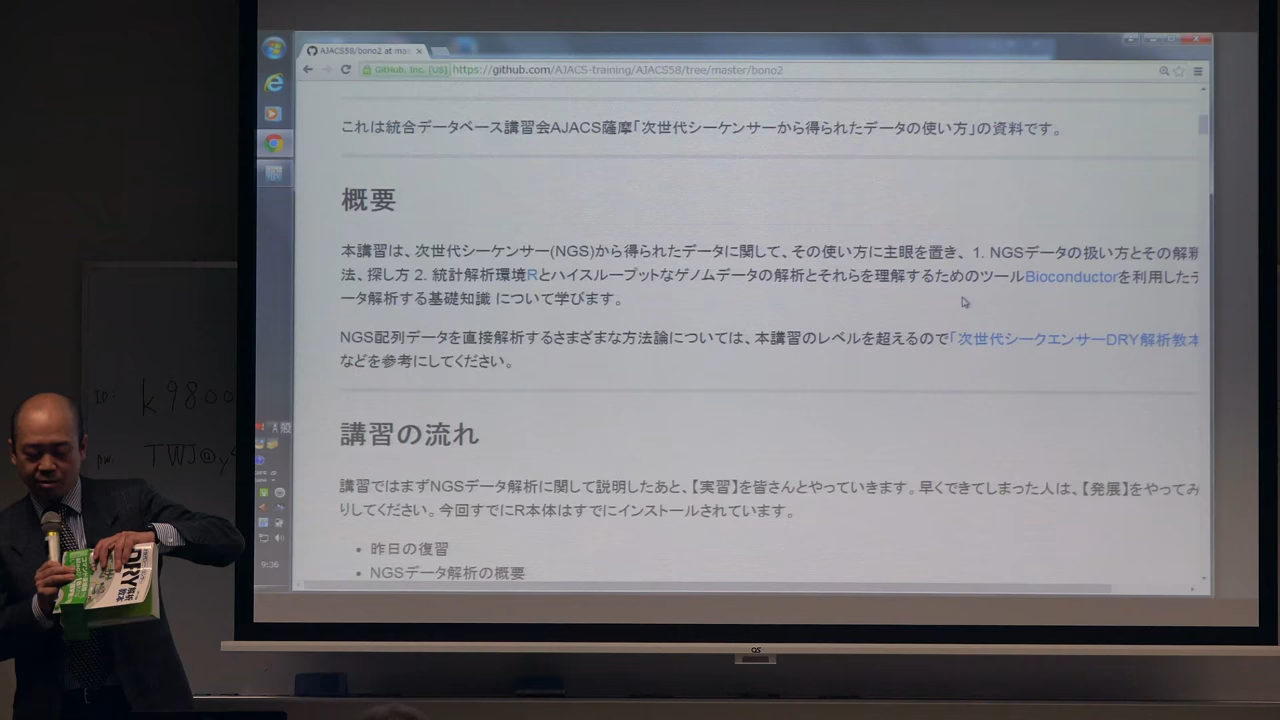 AJACS58/bono2 at mas
GitHub, Inc. [US] https://github.com/AJACS-training/AJACS58/tree/master/bono2
これは統合データベース講習会AJACS薩摩「次世代シーケンサーから得られたデータの使い方」の資料です。
概要
本講習は、次世代シーケンサー(NGS)から得られたデータに関して、その使い方に主眼を置き、 1. NGSデータの扱い方とその解釈
法、探し方 2. 統計解析環境Rとハイスループットなゲノムデータの解析とそれらを理解するためのツールBioconductorを利用したデ
ータ解析する基礎知識 について学びます。
NGS配列データを直接解析するさまざまな方法論については、本講習のレベルを超えるので「次世代シークエンサーDRY解析教本
などを参考にしてください。
講習の流れ
講習ではまずNGSデータ解析に関して説明したあと、【実習】を皆さんとやっていきます。早くできてしまった人は、【発展】をやってみ
りしてください。今回すでにR本体はすでにインストールされています。
• 昨日の復習
• NGSデータ解析の概要
A 般
9:36
ID: k9800
pw. TWJ@y
DRY解析教本